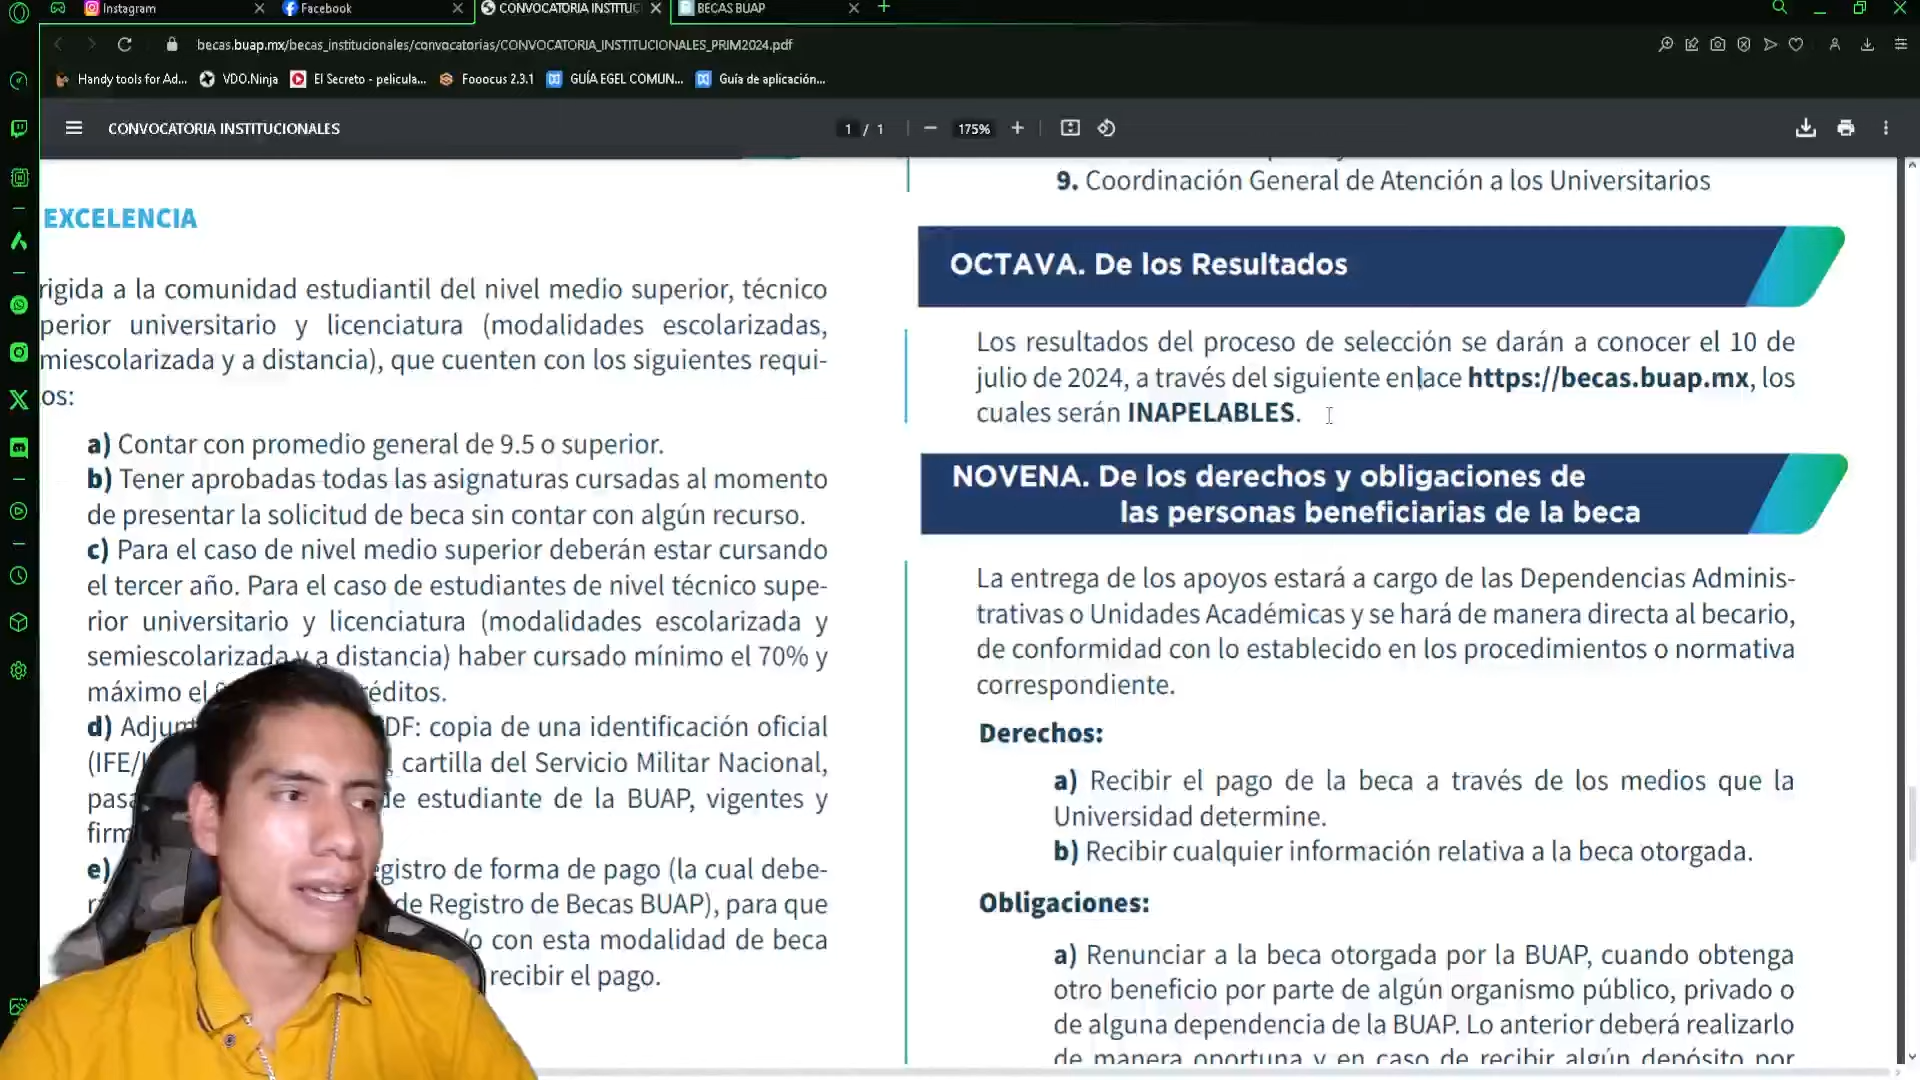 Instagram
Facebook
CONVOCATORIA INSTITUC
BECAS BUAP
becas.buap.mx/becas_institucionales/convocatorias/CONVOCATORIA_INSTITUCIONALES_PRIM2024.pdf
Handy tools for Ad...
VDO.Ninja
El Secreto - pelicula...
Fooocus 2.3.1
GUÍA EGEL COMUN...
Guía de aplicación...
CONVOCATORIA INSTITUCIONALES
1 / 1
175%
EXCELENCIA
rigida a la comunidad estudiantil del nivel medio superior, técnico
perior universitario y licenciatura (modalidades escolarizadas,
miescolarizada y a distancia), que cuenten con los siguientes requi-
os:
a) Contar con promedio general de 9.5 o superior.
b) Tener aprobadas todas las asignaturas cursadas al momento
de presentar la solicitud de beca sin contar con algún recurso.
c) Para el caso de nivel medio superior deberán estar cursando
el tercer año. Para el caso de estudiantes de nivel técnico supe-
rior universitario y licenciatura (modalidades escolarizada y
semiescolarizada y a distancia) haber cursado mínimo el 70% y
máximo el réditos.
d) Adjun DF: copia de una identificación oficial
(IFE/ , cartilla del Servicio Militar Nacional,
pasa de estudiante de la BUAP, vigentes y
firm
e) egistro de forma de pago (la cual debe-
r de Registro de Becas BUAP), para que
/o con esta modalidad de beca
recibir el pago.
9. Coordinación General de Atención a los Universitarios
OCTAVA. De los Resultados
Los resultados del proceso de selección se darán a conocer el 10 de
julio de 2024, a través del siguiente enlace https://becas.buap.mx, los
cuales serán INAPELABLES.
NOVENA. De los derechos y obligaciones de
las personas beneficiarias de la beca
La entrega de los apoyos estará a cargo de las Dependencias Adminis-
trativas o Unidades Académicas y se hará de manera directa al becario,
de conformidad con lo establecido en los procedimientos o normativa
correspondiente.
Derechos:
a) Recibir el pago de la beca a través de los medios que la
Universidad determine.
b) Recibir cualquier información relativa a la beca otorgada.
Obligaciones:
a) Renunciar a la beca otorgada por la BUAP, cuando obtenga
otro beneficio por parte de algún organismo público, privado o
de alguna dependencia de la BUAP. Lo anterior deberá realizarlo
de manera oportuna y en caso de recibir algún depósito por